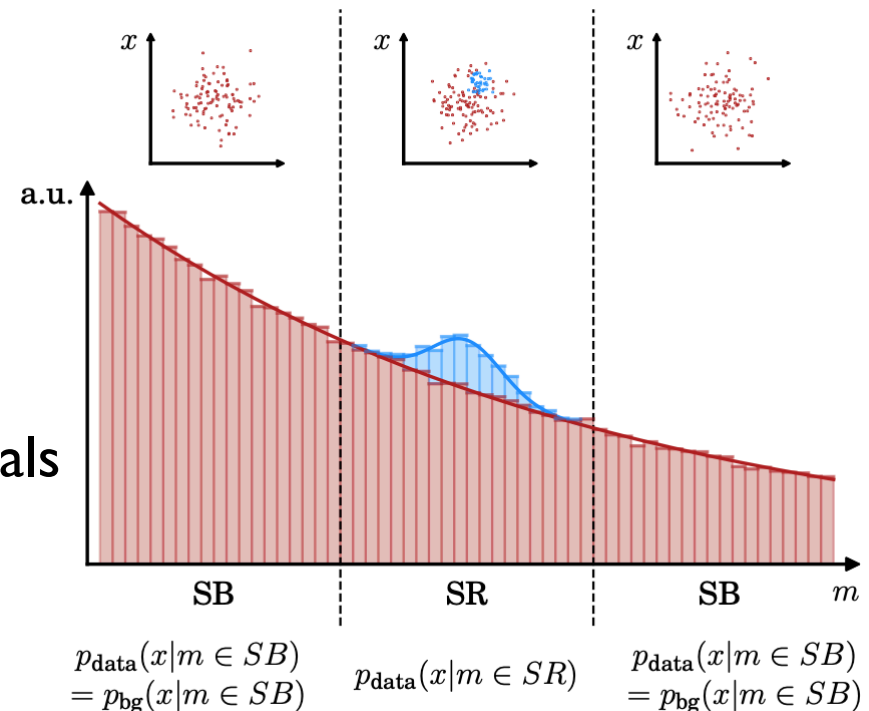 x
x
x
a.u.
als
SB
SR
SB
m
p_data(x|m ∈ SB)
= p_bg(x|m ∈ SB)
p_data(x|m ∈ SR)
p_data(x|m ∈ SB)
= p_bg(x|m ∈ SB)